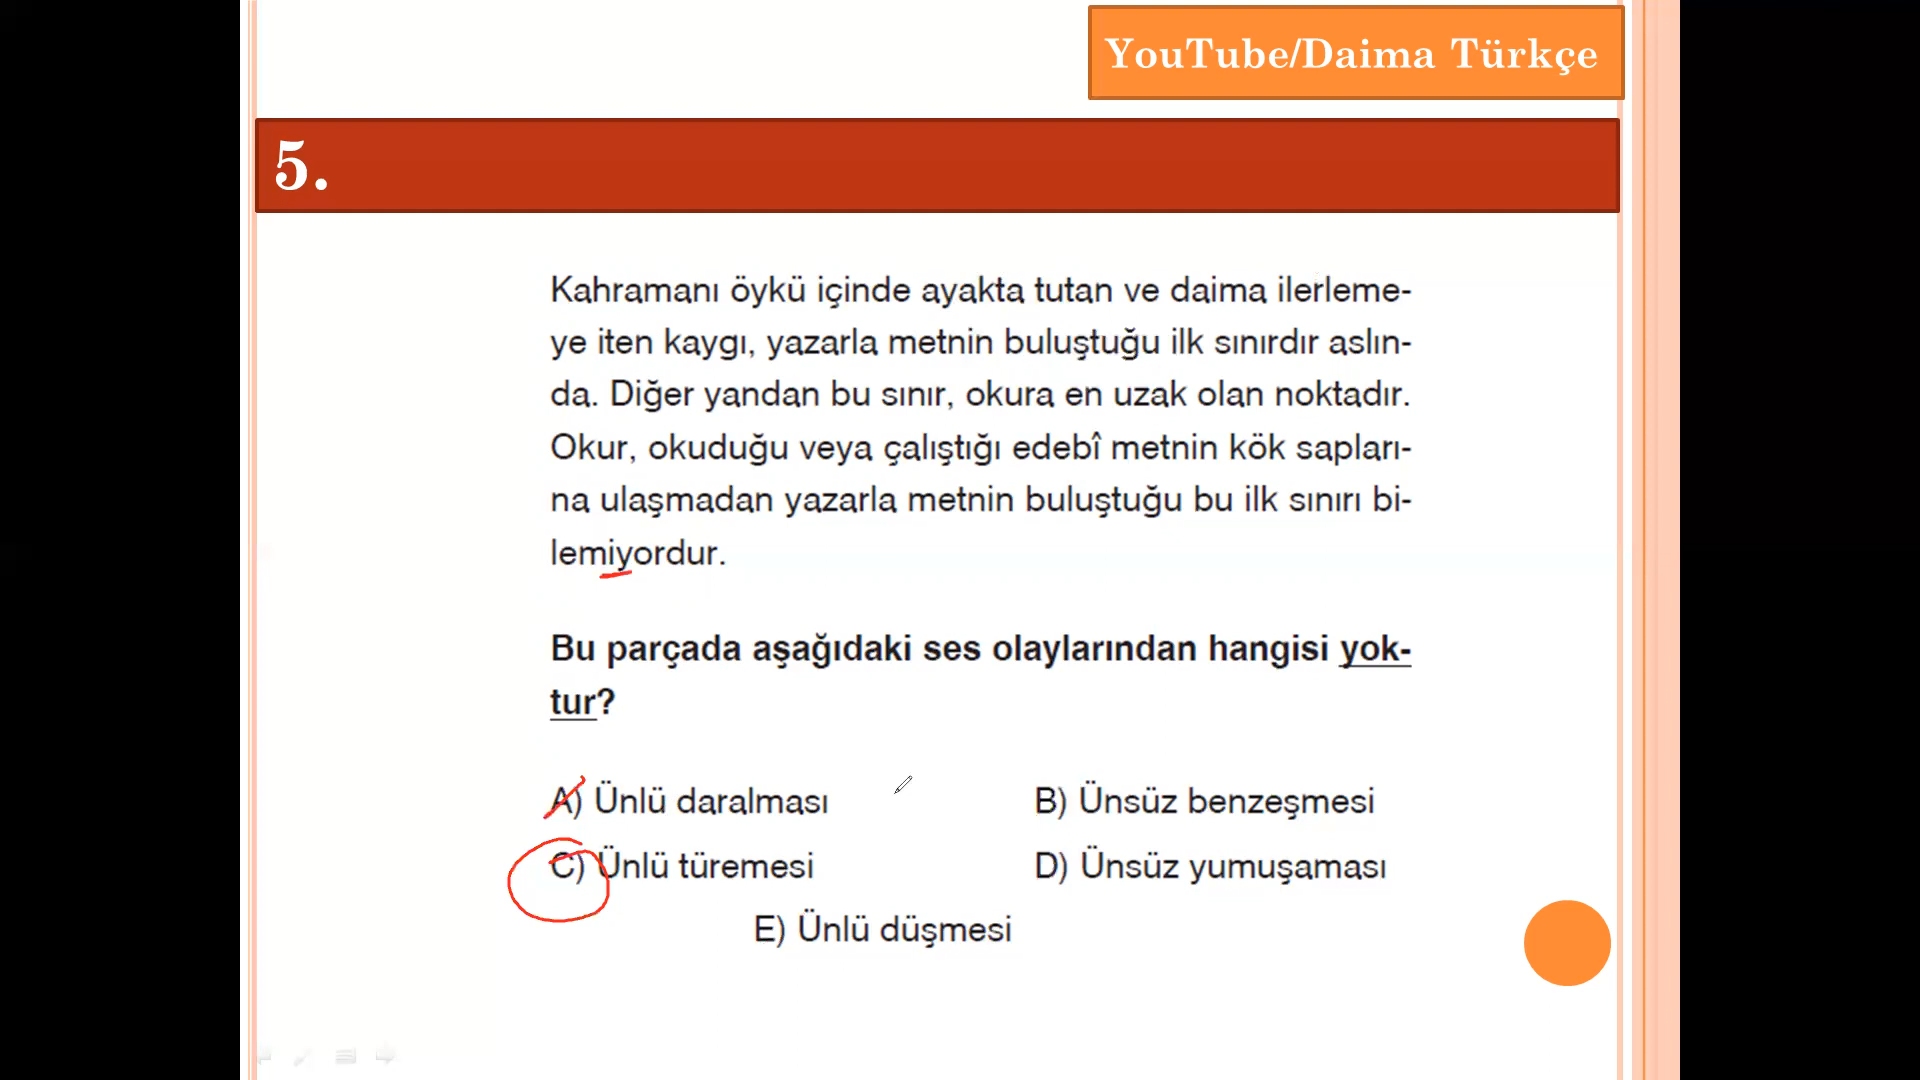 YouTube/Daima Türkçe
5.
Kahramanı öykü içinde ayakta tutan ve daima ilerleme-
ye iten kaygı, yazarla metnin buluştuğu ilk sınırdır aslın-
da. Diğer yandan bu sınır, okura en uzak olan noktadır.
Okur, okuduğu veya çalıştığı edebî metnin kök sapları-
na ulaşmadan yazarla metnin buluştuğu bu ilk sınırı bi-
lemiyordur.
Bu parçada aşağıdaki ses olaylarından hangisi yok-
tur?
A) Ünlü daralması B) Ünsüz benzeşmesi
C) Ünlü türemesi D) Ünsüz yumuşaması
E) Ünlü düşmesi